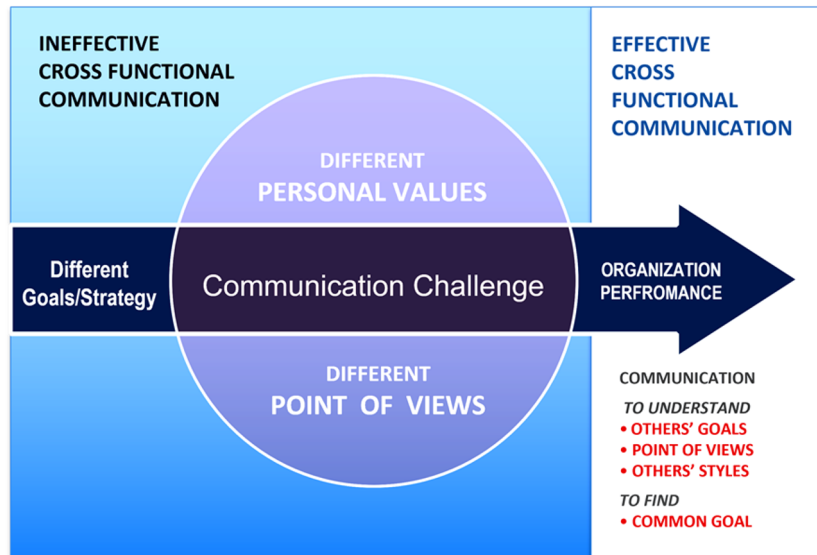 INEFFECTIVE
CROSS FUNCTIONAL
COMMUNICATION
EFFECTIVE
CROSS
FUNCTIONAL
COMMUNICATION
DIFFERENT
PERSONAL VALUES
Different
Goals/Strategy
Communication Challenge
ORGANIZATION
PERFROMANCE
DIFFERENT
POINT OF VIEWS
COMMUNICATION
TO UNDERSTAND
• OTHERS’ GOALS
• POINT OF VIEWS
• OTHERS’ STYLES
TO FIND
• COMMON GOAL